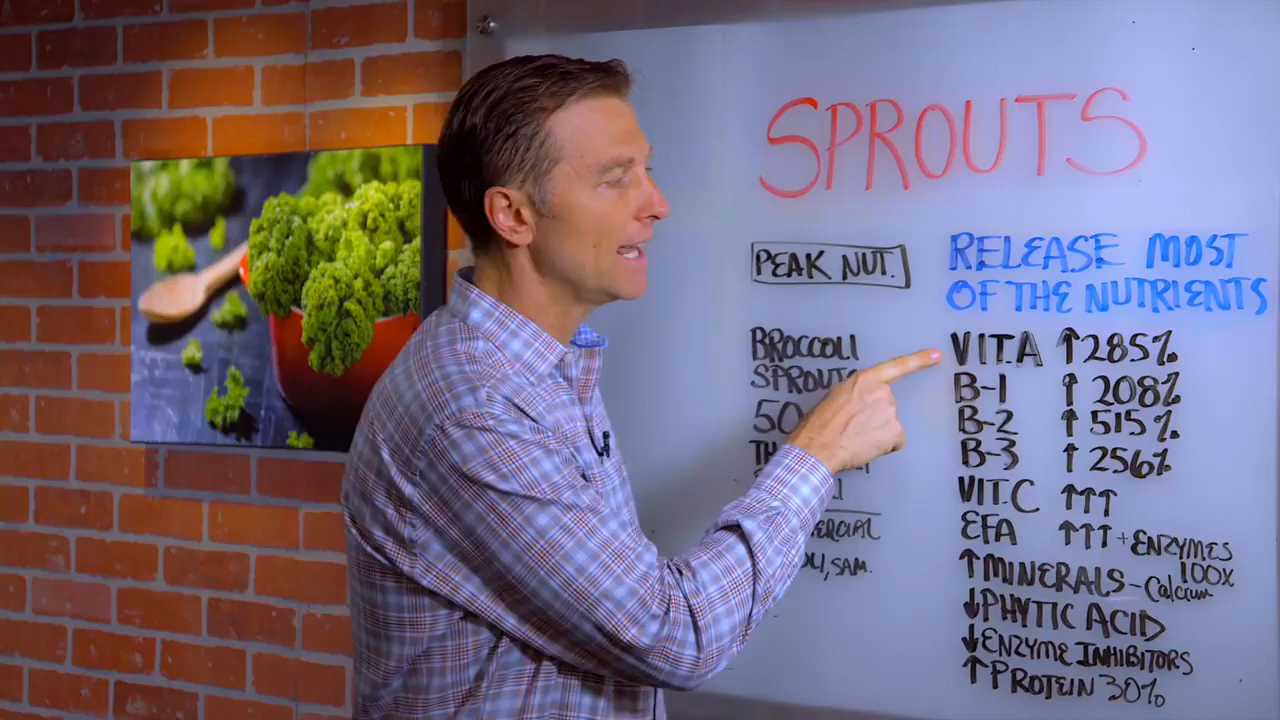 SPROUTS
PEAK NUT.
BROCCOLI
SPROUTS
50
RELEASE MOST
OF THE NUTRIENTS
VIT. A ↑285%
B-1 ↑ 208%
B-2 ↑ 515%
B-3 ↑ 256%
VIT. C ↑↑↑
EFA ↑↑↑ + ENZYMES
100X
↑MINERALS - Calcium
↓PHYTIC ACID
↓ENZYME INHIBITORS
↑PROTEIN 30%